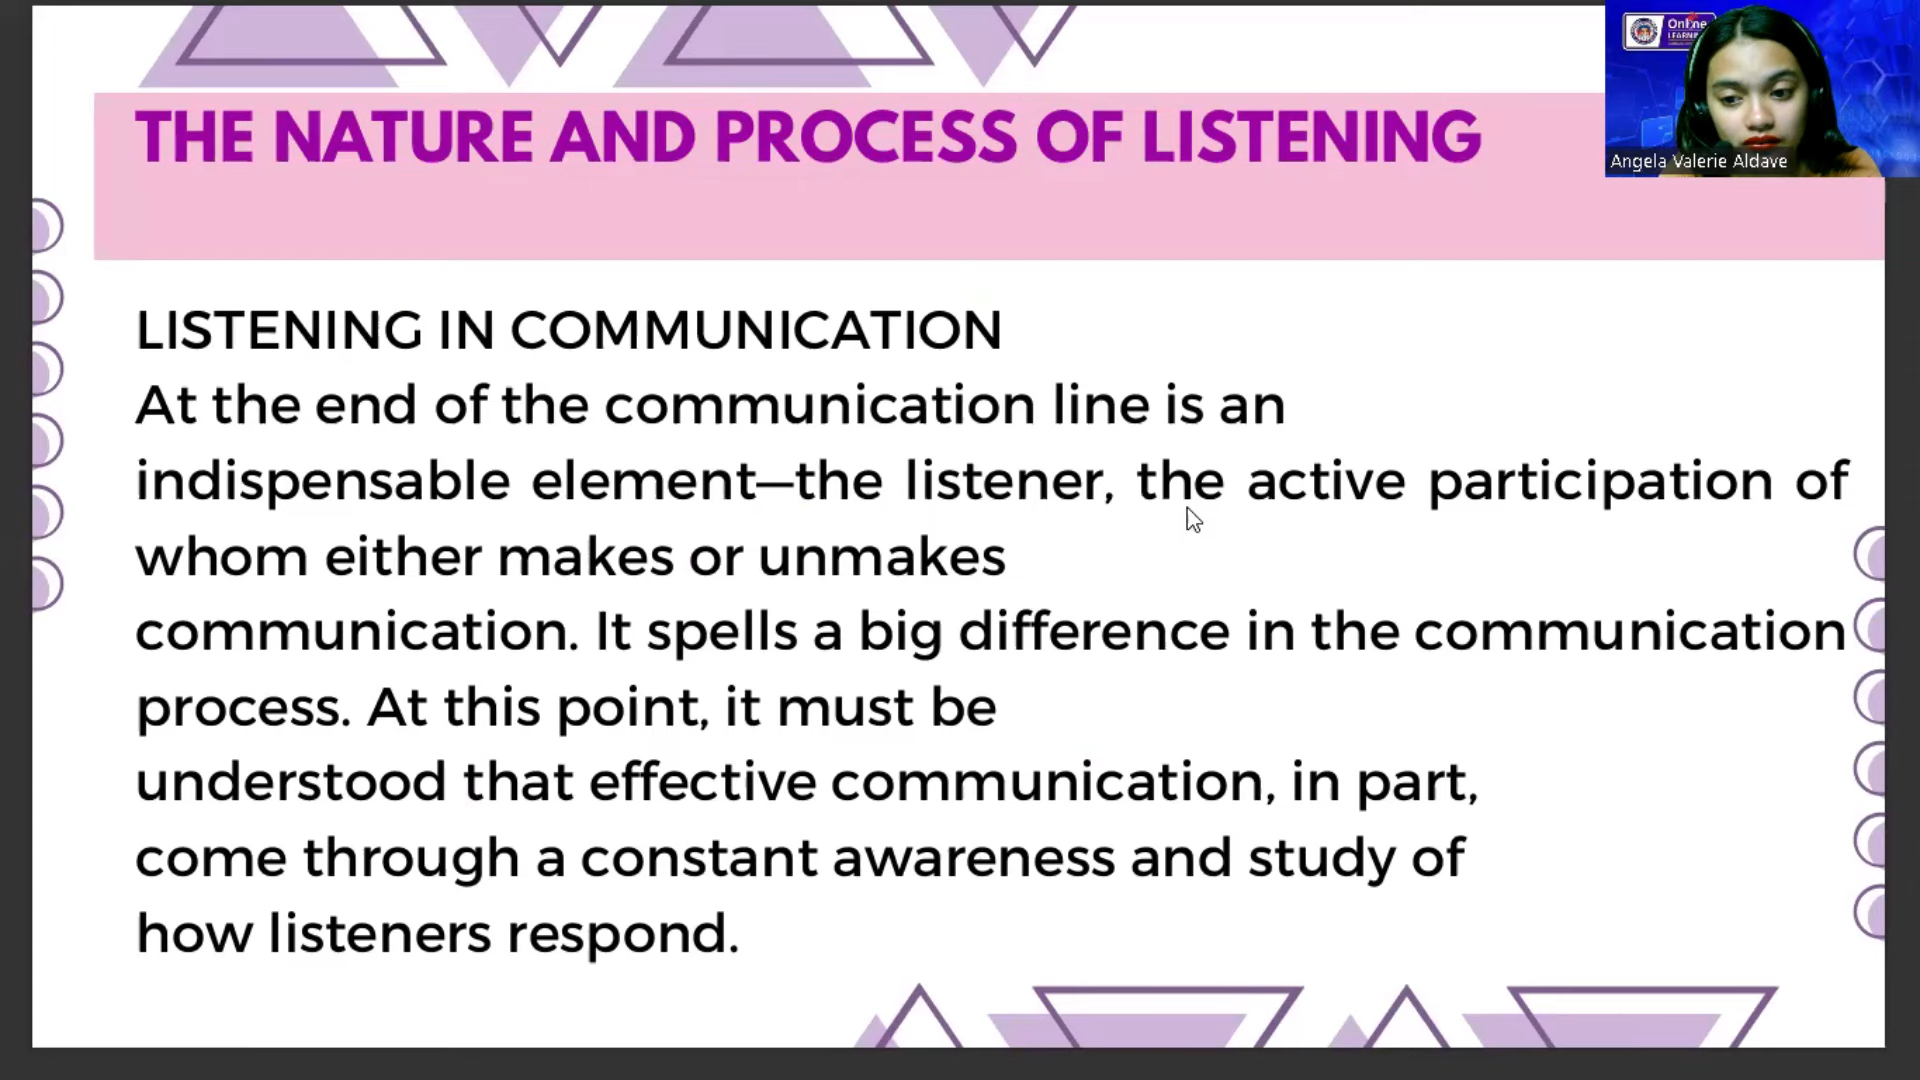 THE NATURE AND PROCESS OF LISTENING
Online
LEARNING
Angela Valerie Aldave
LISTENING IN COMMUNICATION
At the end of the communication line is an
indispensable element—the listener, the active participation of
whom either makes or unmakes
communication. It spells a big difference in the communication
process. At this point, it must be
understood that effective communication, in part,
come through a constant awareness and study of
how listeners respond.